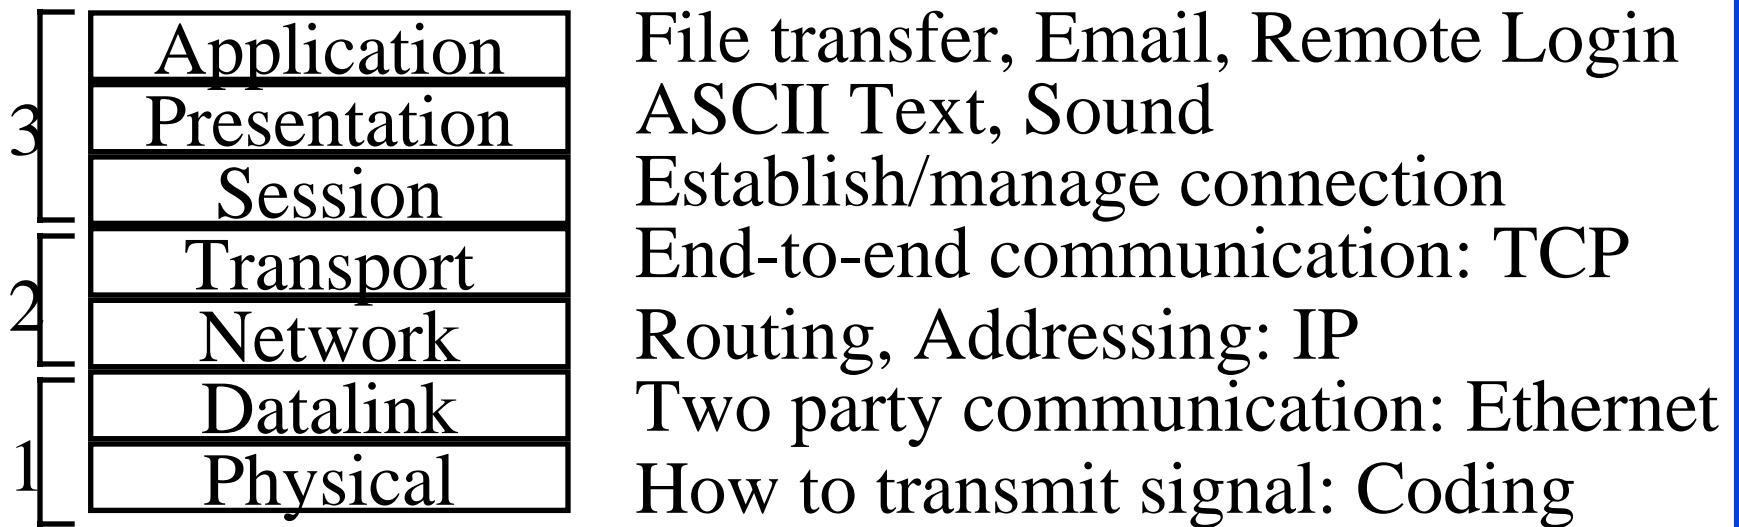 Application File transfer, Email, Remote Login
3 Presentation ASCII Text, Sound
Session Establish/manage connection
Transport End-to-end communication: TCP
2 Network Routing, Addressing: IP
Datalink Two party communication: Ethernet
1 Physical How to transmit signal: Coding